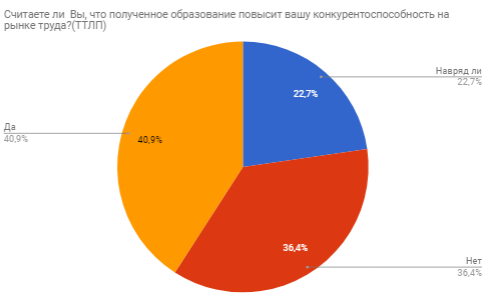 Считаете ли  Вы, что полученное образование повысит вашу конкурентоспособность на
рынке труда?(ТТЛП)
Навряд ли
22,7%
22,7%
Да
40,9%
40,9%
36,4%
Нет
36,4%